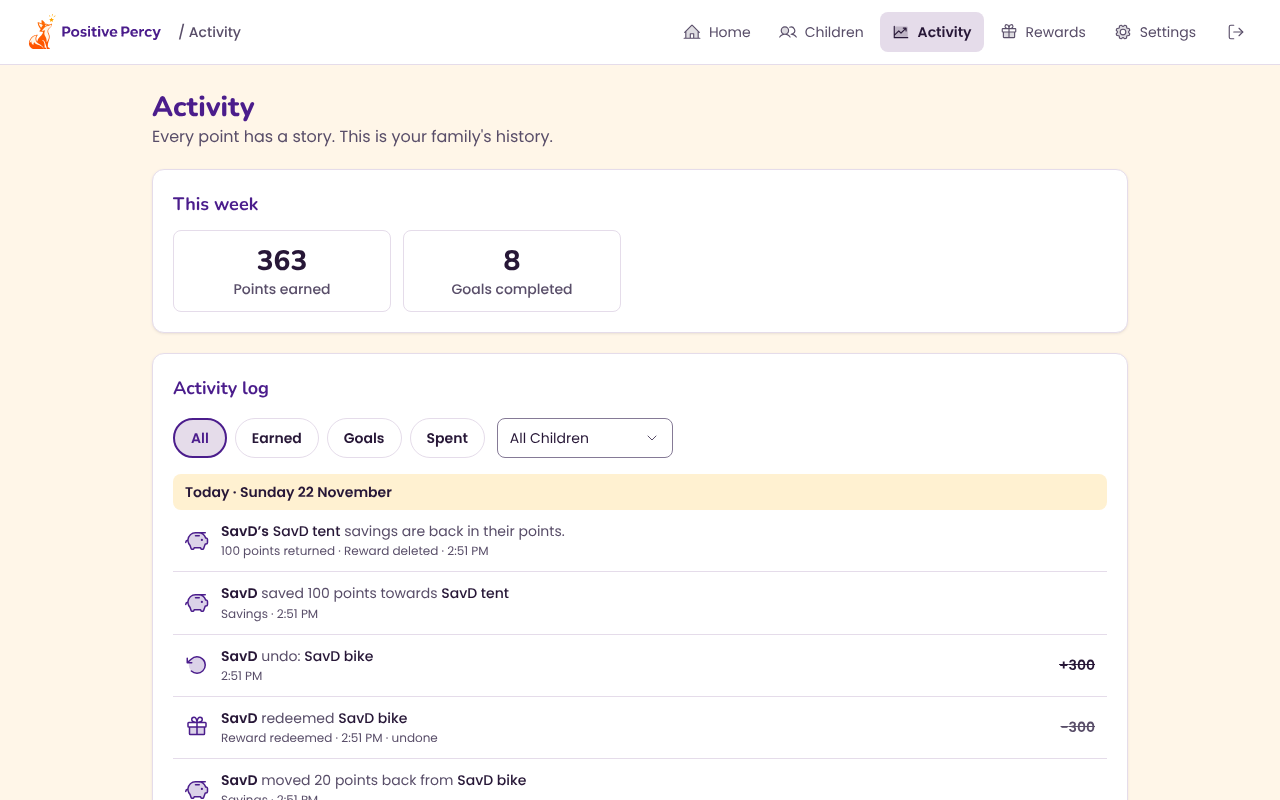 Positive Percy / Activity
Home Children Activity Rewards Settings
Activity
Every point has a story. This is your family's history.
This week
363
Points earned
8
Goals completed
Activity log
All Earned Goals Spent All Children
Today · Sunday 22 November
SavD’s SavD tent savings are back in their points.
100 points returned · Reward deleted · 2:51 PM
SavD saved 100 points towards SavD tent
Savings · 2:51 PM
SavD undo: SavD bike
2:51 PM
+300
SavD redeemed SavD bike
Reward redeemed · 2:51 PM · undone
-300
SavD moved 20 points back from SavD bike
Savings · 2:51 PM